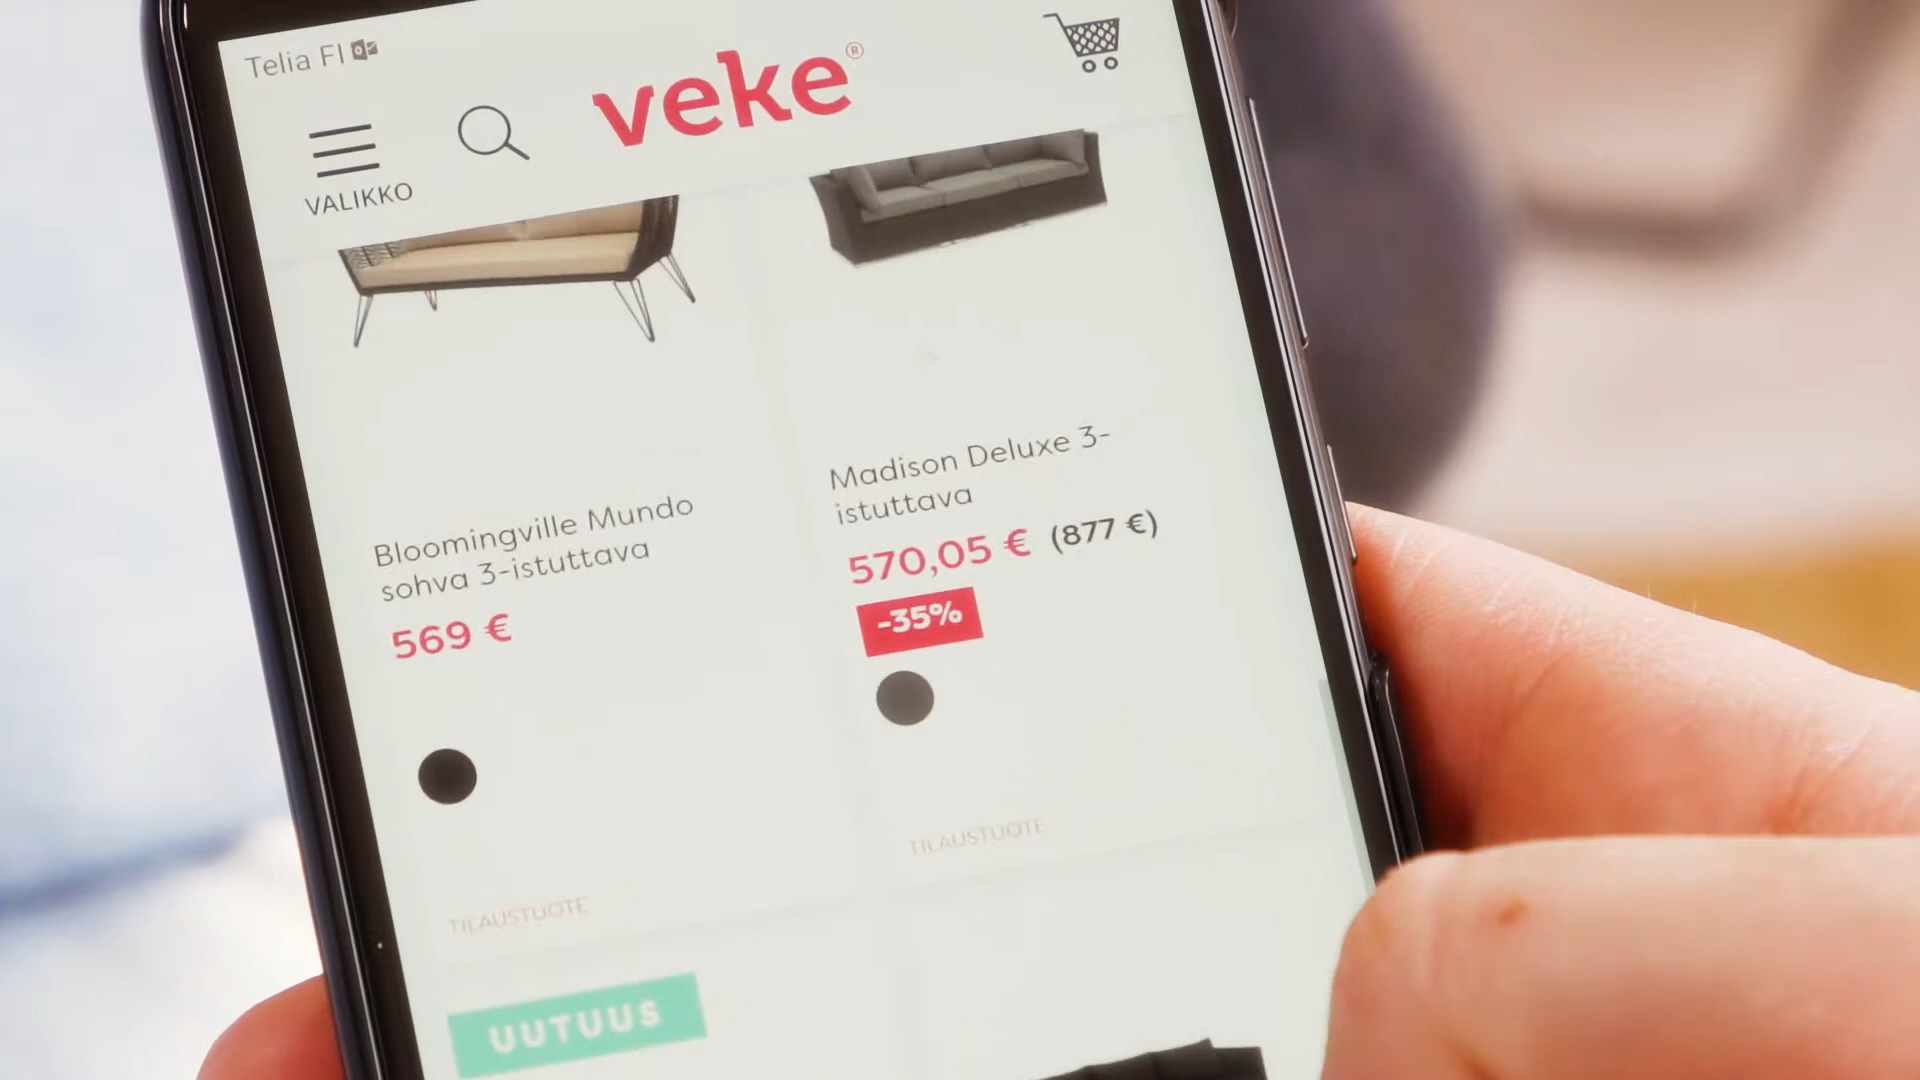 Telia FI
veke®
VALIKKO
Bloomingville Mundo
sohva 3-istuttava
569 €
TILAUSTUOTE
Madison Deluxe 3-
istuttava
570,05 € (877 €)
-35%
TILAUSTUOTE
UUTUUS